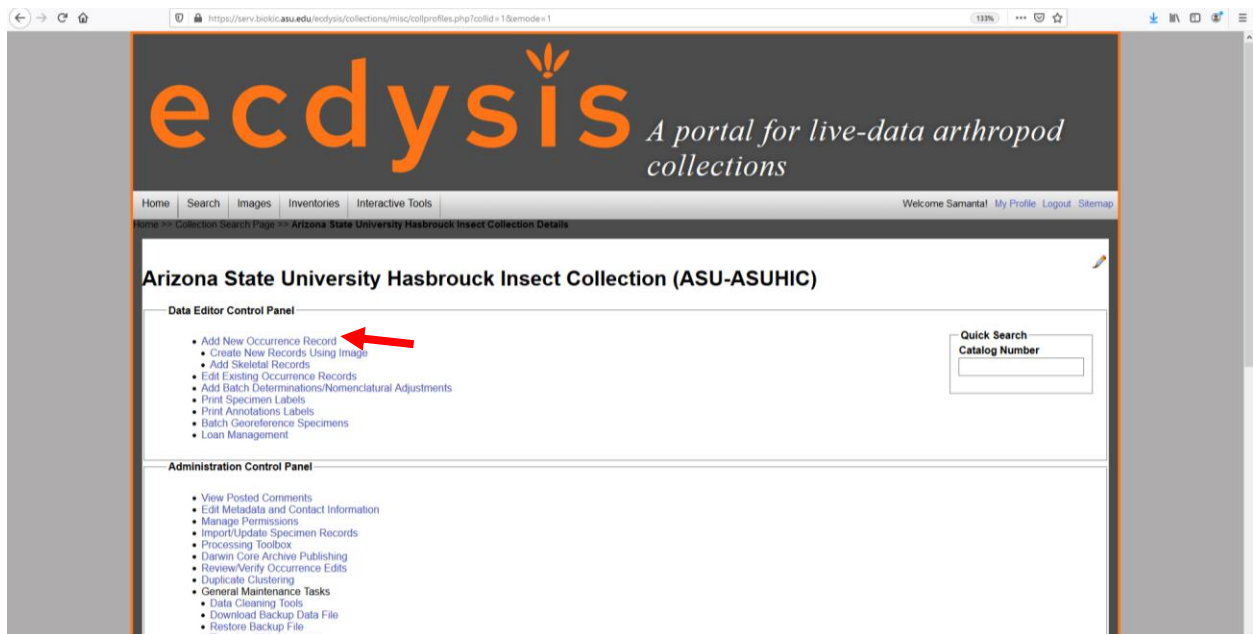 https://serv.biokic.asu.edu/ecdysis/collections/misc/collprofiles.php?collid=1&emode=1
133%
ecdysis
A portal for live-data arthropod
collections
Home Search Images Inventories Interactive Tools
Welcome Samanta! My Profile Logout Sitemap
Home >> Collection Search Page >> Arizona State University Hasbrouck Insect Collection Details
Arizona State University Hasbrouck Insect Collection (ASU-ASUHIC)
Data Editor Control Panel
Add New Occurrence Record
Create New Records Using Image
Add Skeletal Records
Edit Existing Occurrence Records
Add Batch Determinations/Nomenclatural Adjustments
Print Specimen Labels
Print Annotations Labels
Batch Georeference Specimens
Loan Management
Quick Search
Catalog Number
Administration Control Panel
View Posted Comments
Edit Metadata and Contact Information
Manage Permissions
Import/Update Specimen Records
Processing Toolbox
Darwin Core Archive Publishing
Review/Verify Occurrence Edits
Duplicate Clustering
General Maintenance Tasks
Data Cleaning Tools
Download Backup Data File
Restore Backup File